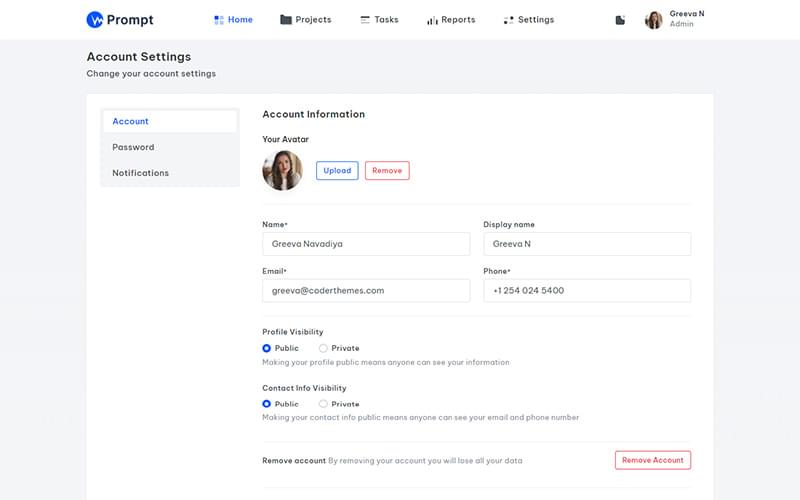 Prompt
Home
Projects
Tasks
Reports
Settings
Greeva N
Admin
Account Settings
Change your account settings
Account
Password
Notifications
Account Information
Your Avatar
Upload
Remove
Name*
Display name
Greeva Navadiya
Greeva N
Email*
Phone*
greeva@coderthemes.com
+1 254 024 5400
Profile Visibility
Public
Private
Making your profile public means anyone can see your information
Contact Info Visibility
Public
Private
Making your contact info public means anyone can see your email and phone number
Remove account By removing your account you will lose all your data
Remove Account